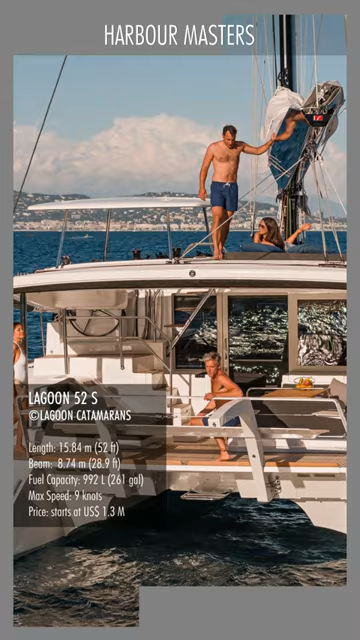 HARBOUR MASTERS
LAGOON 52 S
©LAGOON CATAMARANS
Length: 15.84 m (52 ft)
Beam: 8.74 m (28.9 ft)
Fuel Capacity: 992 L (261 gal)
Max Speed: 9 knots
Price: starts at US$ 1.3 M